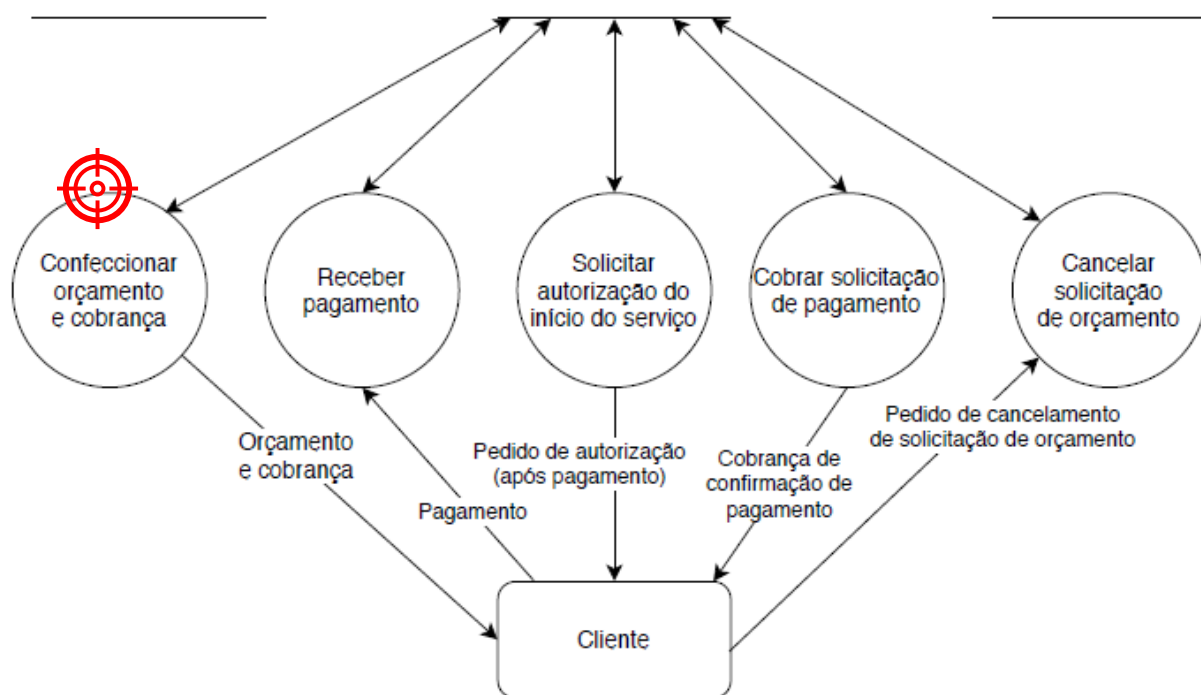 Confeccionar
orçamento
e cobrança
Receber
pagamento
Solicitar
autorização do
início do serviço
Cobrar solicitação
de pagamento
Cancelar
solicitação
de orçamento
Orçamento
e cobrança
Pagamento
Pedido de autorização
(após pagamento)
Cobrança de
confirmação de
pagamento
Pedido de cancelamento
de solicitação de orçamento
Cliente